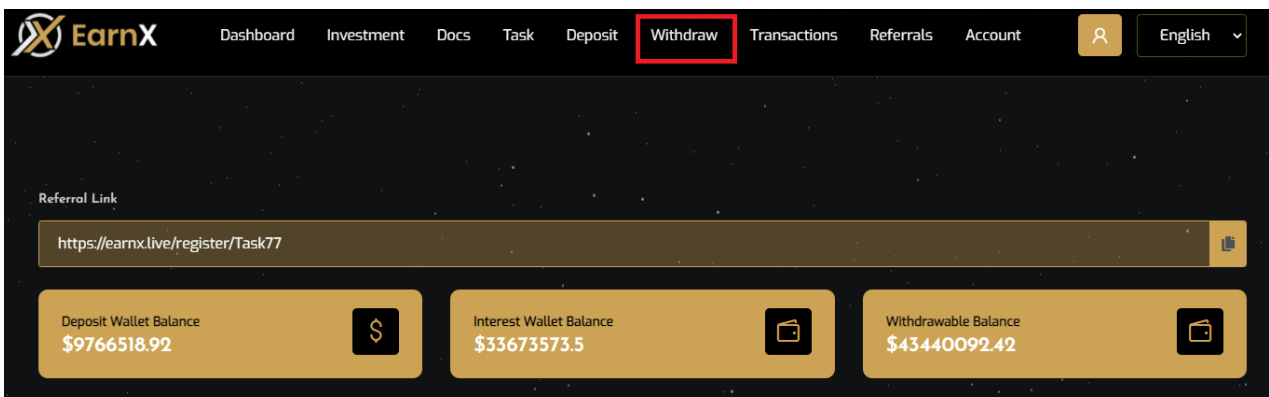 EarnX Dashboard Investment Docs Task Deposit Withdraw Transactions Referrals Account English
Referral Link
https://earnx.live/register/Task77
Deposit Wallet Balance
$9766518.92
Interest Wallet Balance
$33673573.5
Withdrawable Balance
$43440092.42